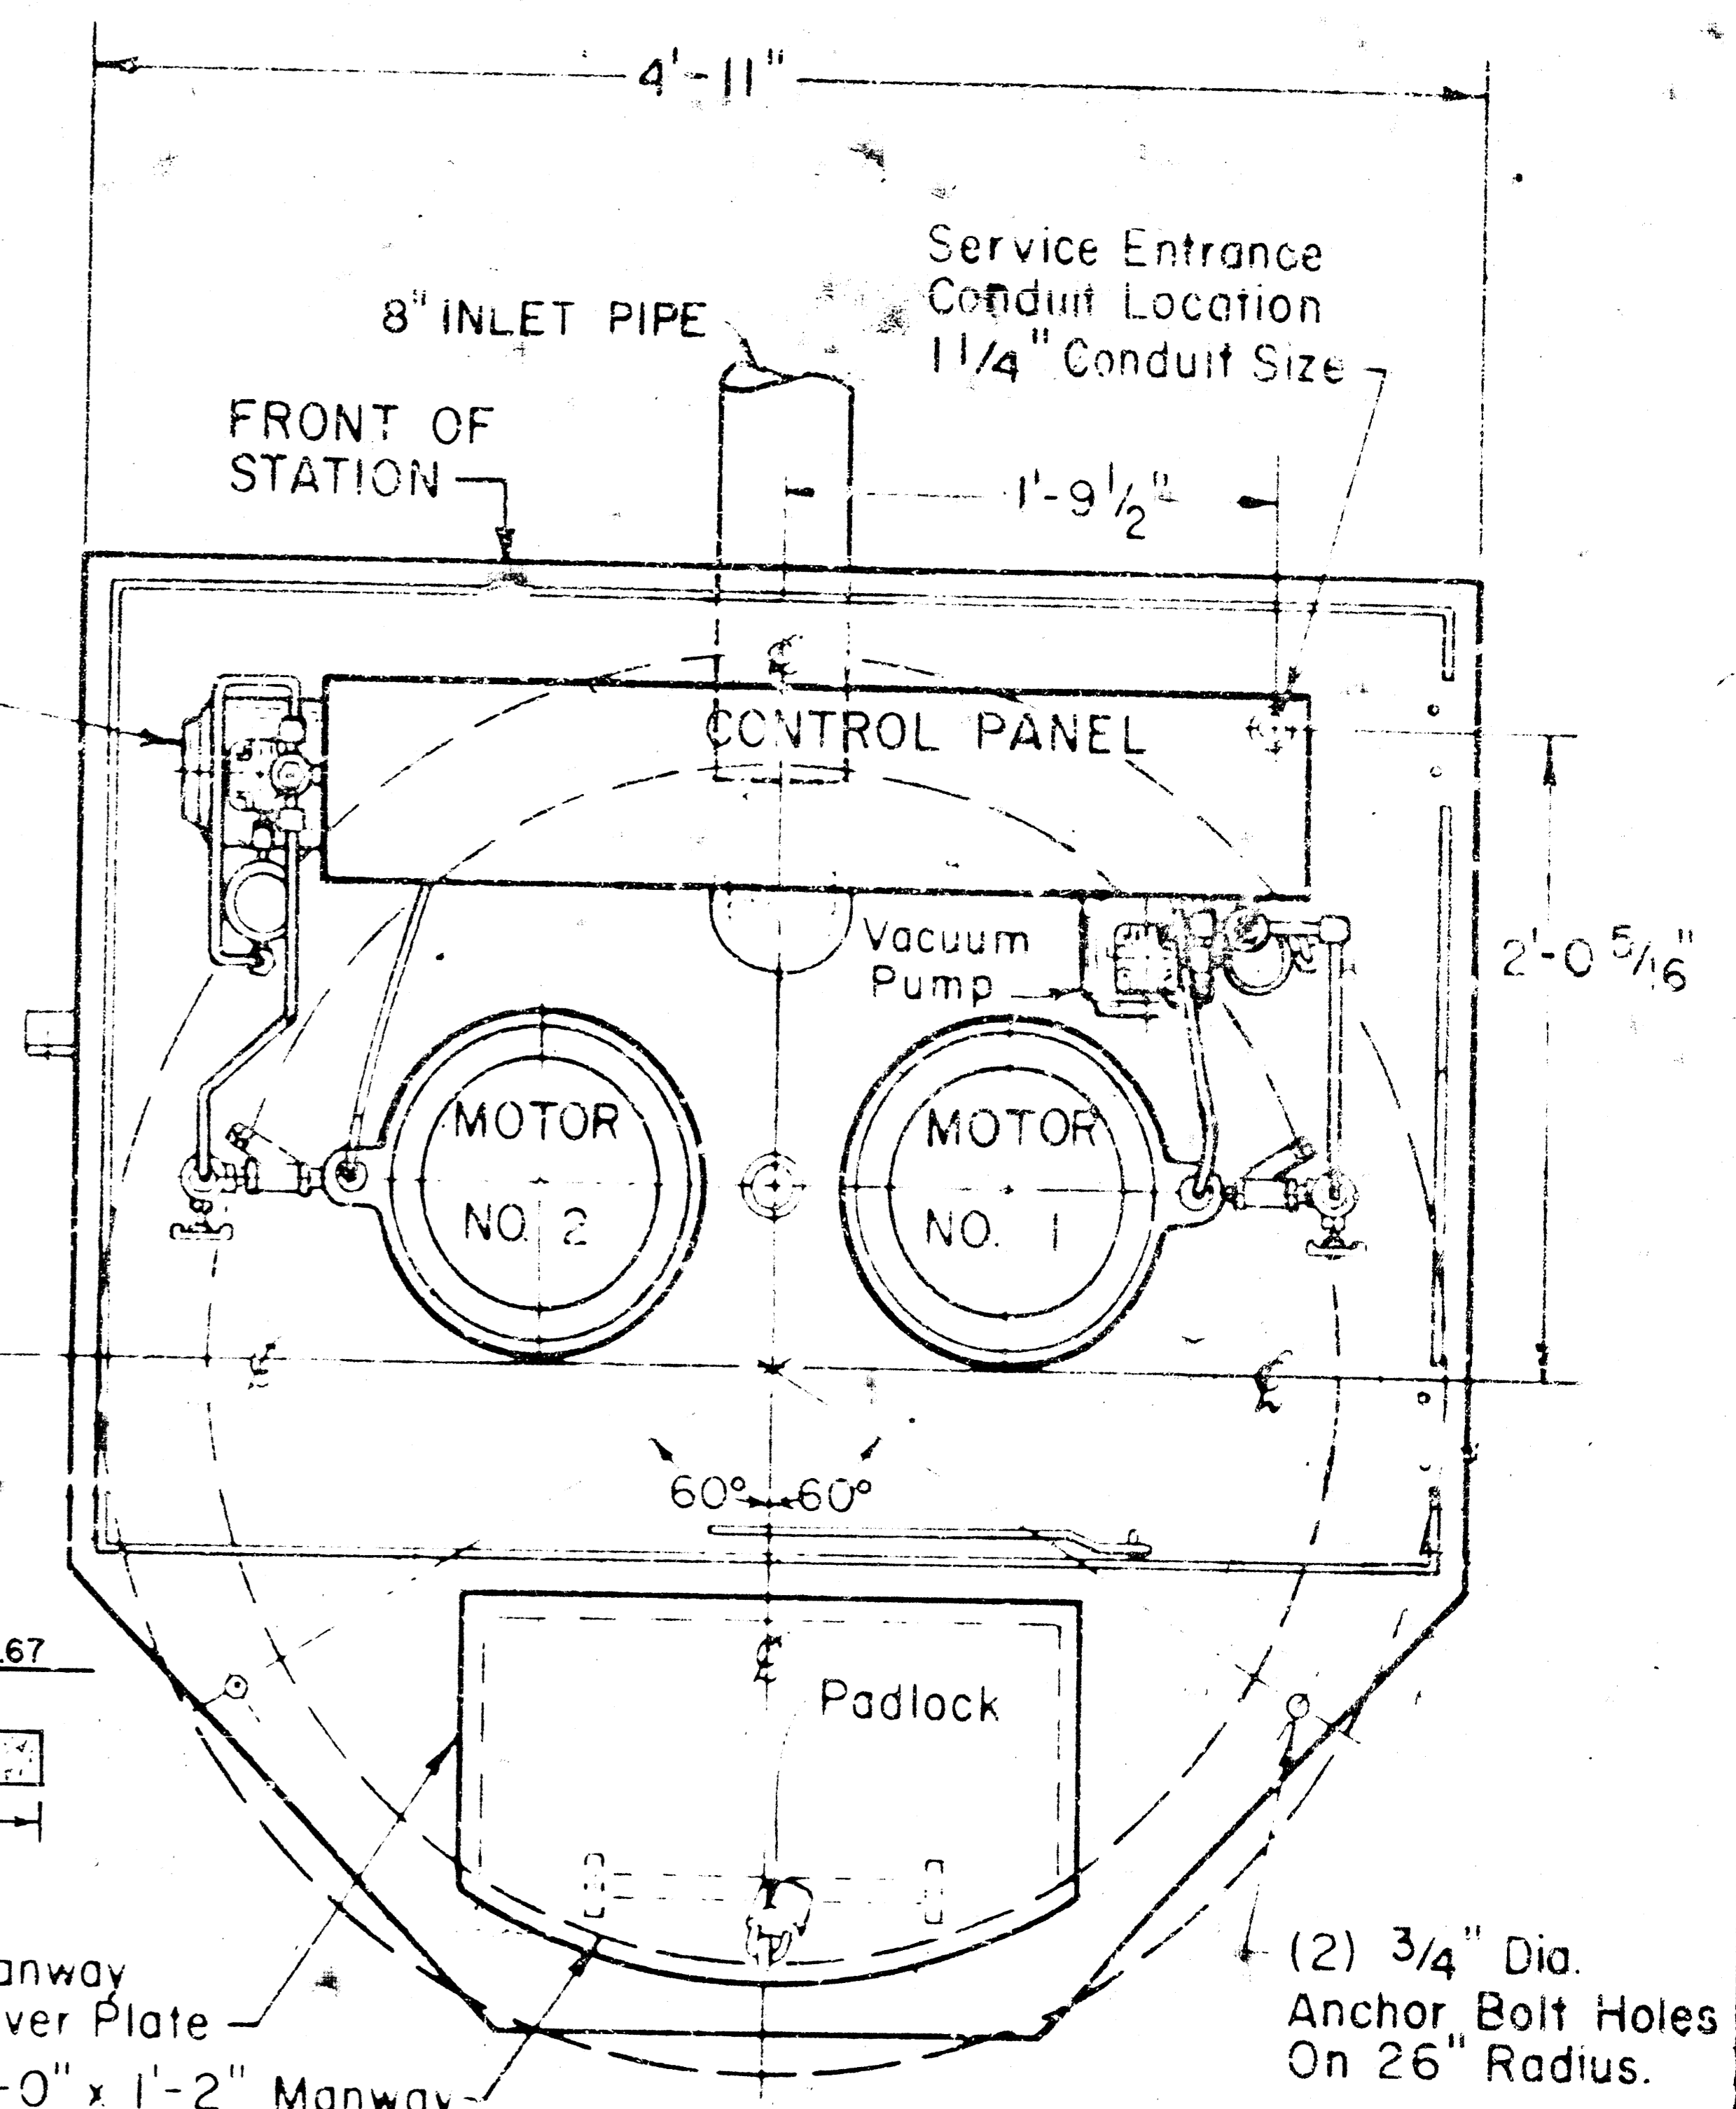 4'-11"
Service Entrance
Conduit Location
1 1/4" Conduit Size
8" INLET PIPE
FRONT OF
STATION
1'-9 1/2"
℄
CONTROL PANEL
Vacuum
Pump
2'-0 5/16"
MOTOR
NO. 2
MOTOR
NO. 1
℄
℄
60° 60°
℄
.67
Padlock
anway
ver Plate
-0" x 1'-2" Manway
(2) 3/4" Dia.
Anchor Bolt Holes
On 26" Radius.